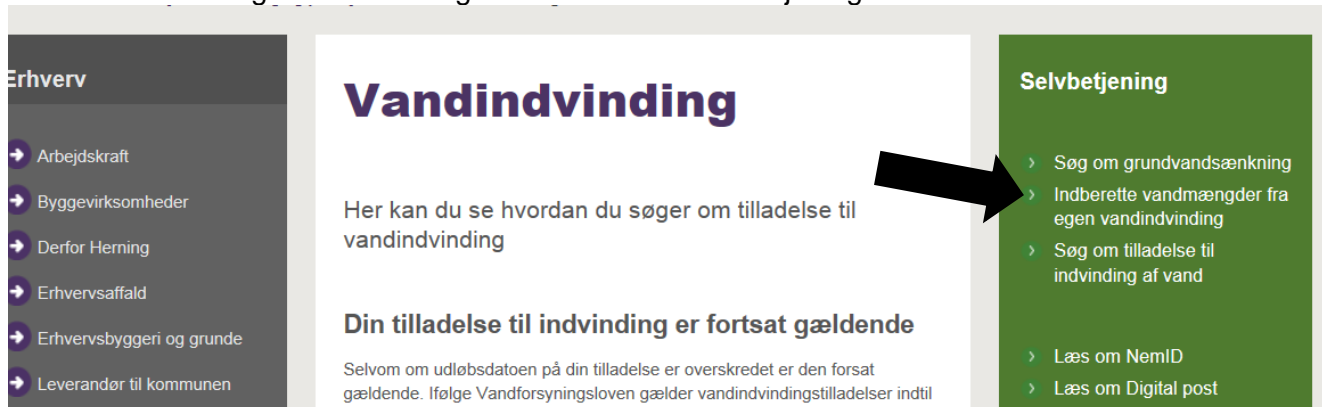 Erhverv
Arbejdskraft
Byggevirksomheder
Derfor Herning
Erhvervsaffald
Erhvervsbyggeri og grunde
Leverandør til kommunen
Vandindvinding
Her kan du se hvordan du søger om tilladelse til
vandindvinding
Din tilladelse til indvinding er fortsat gældende
Selvom om udløbsdatoen på din tilladelse er overskredet er den forsat
gældende. Ifølge Vandforsyningsloven gælder vandindvindingstilladelser indtil
Selvbetjening
Søg om grundvandsænkning
Indberette vandmængder fra
egen vandindvinding
Søg om tilladelse til
indvinding af vand
Læs om NemID
Læs om Digital post